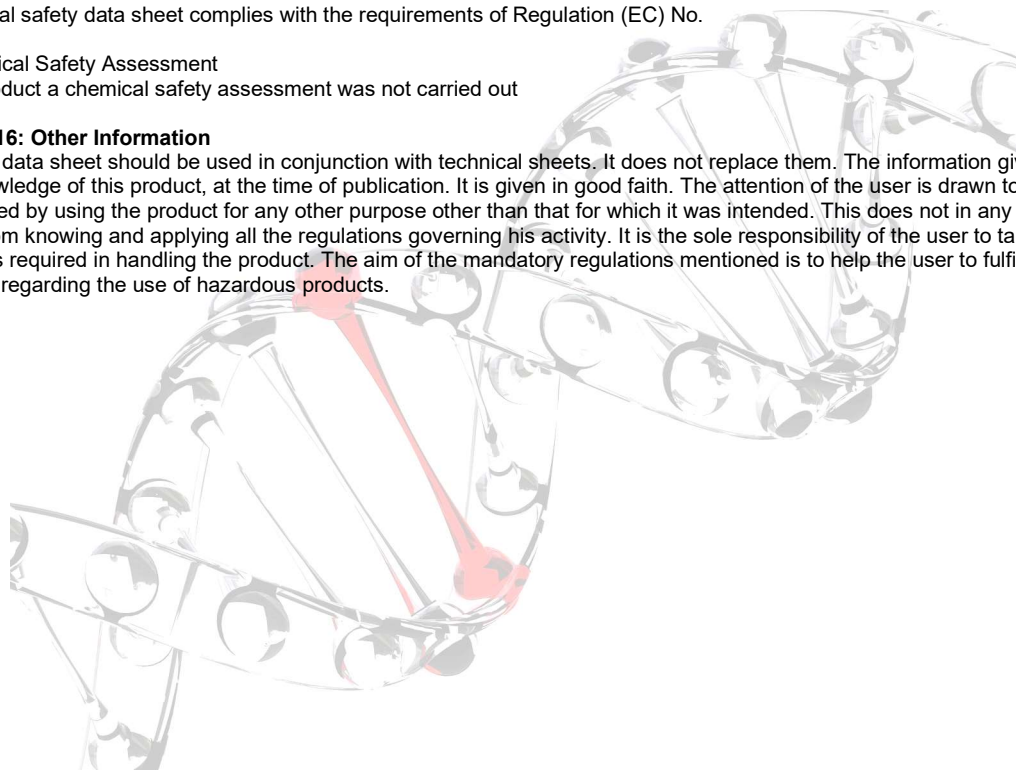 al safety data sheet complies with the requirements of Regulation (EC) No.
ical Safety Assessment
duct a chemical safety assessment was not carried out
16: Other Information
data sheet should be used in conjunction with technical sheets. It does not replace them. The information giv
wledge of this product, at the time of publication. It is given in good faith. The attention of the user is drawn to
ed by using the product for any other purpose other than that for which it was intended. This does not in any
om knowing and applying all the regulations governing his activity. It is the sole responsibility of the user to ta
s required in handling the product. The aim of the mandatory regulations mentioned is to help the user to fulfi
regarding the use of hazardous products.